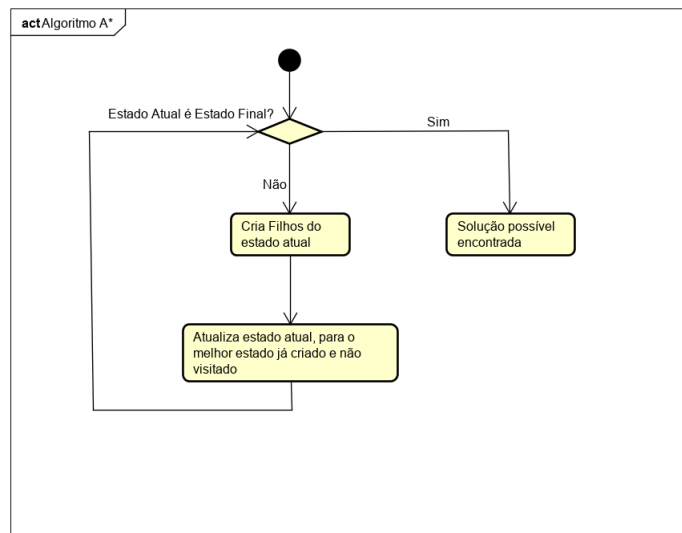 act Algoritmo A*
Estado Atual é Estado Final?
Sim
Não
Cria Filhos do
estado atual
Solução possível
encontrada
Atualiza estado atual, para o
melhor estado já criado e não
visitado